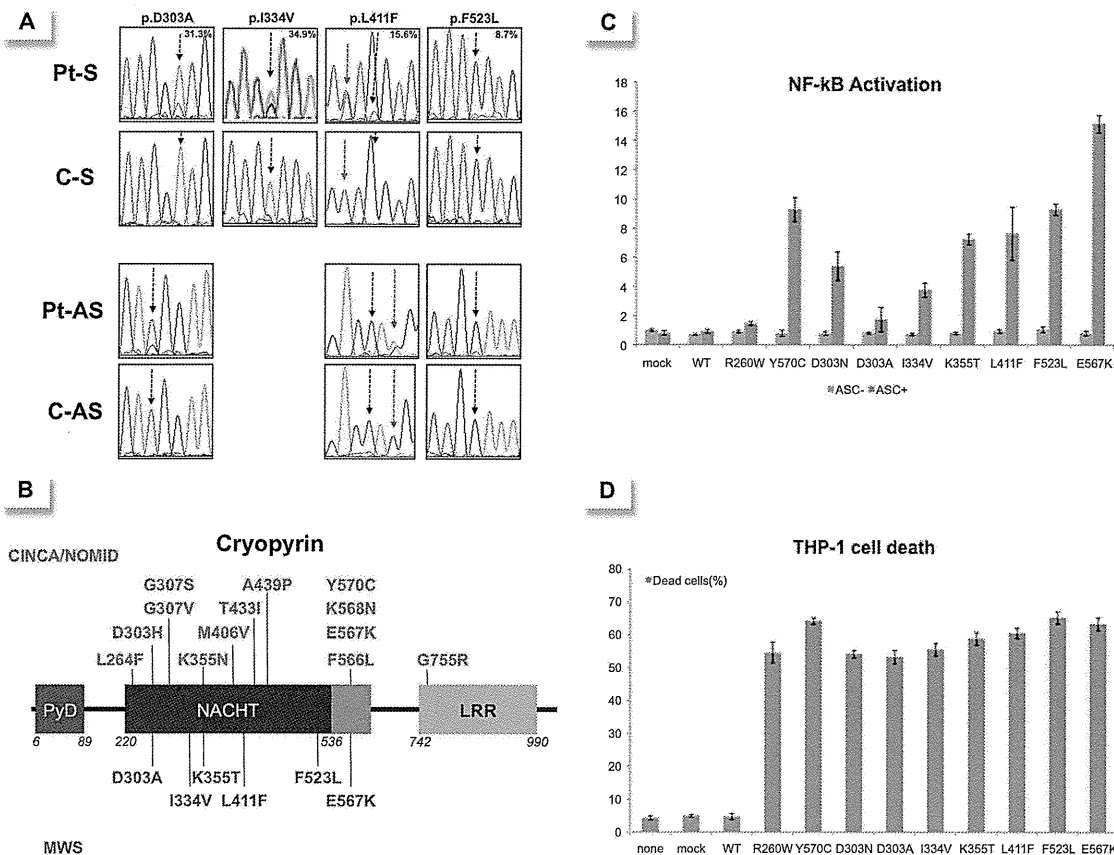 A
p.D303A p.I334V p.L411F p.F523L
31.3% 34.9% 15.6% 8.7%
Pt-S
C-S
Pt-AS
C-AS
B
CINCA/NOMID
Cryopyrin
G307S A439P Y570C
G307V T433I K568N
D303H M406V E567K
L264F K355N F566L G755R
PyD NACHT LRR
6 89 220 536 742 990
D303A K355T F523L
I334V L411F E567K
MWS
C
NF-kB Activation
18
16
14
12
10
8
6
4
2
0
mock WT R260W Y570C D303N D303A I334V K355T L411F F523L E567K
ASC- ASC+
D
THP-1 cell death
Dead cells(%)
80
70
60
50
40
30
20
10
0
none mock WT R260W Y570C D303N D303A I334V K355T L411F F523L E567K